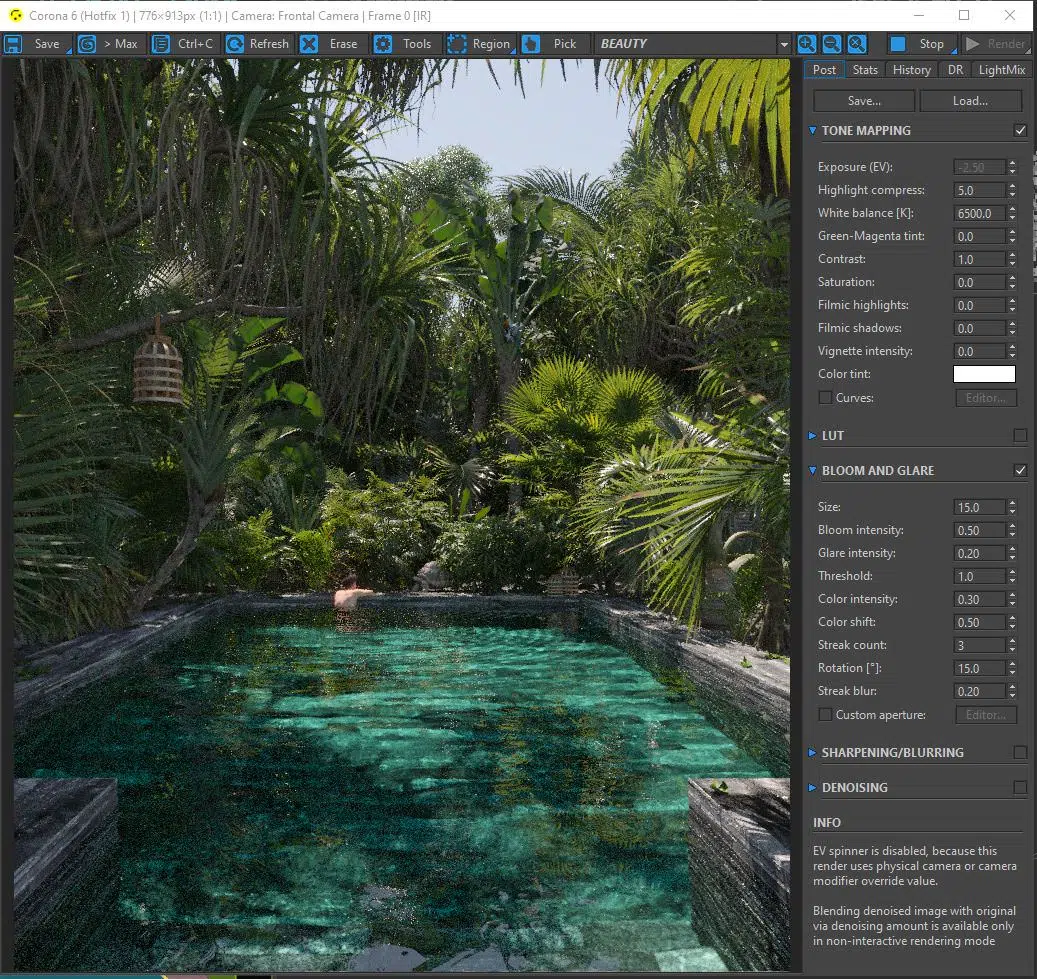 Corona 6 (Hotfix 1) | 776×913px (1:1) | Camera: Frontal Camera | Frame 0 [IR]
Save > Max Ctrl+C Refresh Erase Tools Region Pick BEAUTY Stop Render
Post Stats History DR LightMix
Save... Load...
TONE MAPPING
Exposure (EV): -2.50
Highlight compress: 5.0
White balance [K]: 6500.0
Green-Magenta tint: 0.0
Contrast: 1.0
Saturation: 0.0
Filmic highlights: 0.0
Filmic shadows: 0.0
Vignette intensity: 0.0
Color tint:
Curves: Editor...
LUT
BLOOM AND GLARE
Size: 15.0
Bloom intensity: 0.50
Glare intensity: 0.20
Threshold: 1.0
Color intensity: 0.30
Color shift: 0.50
Streak count: 3
Rotation [°]: 15.0
Streak blur: 0.20
Custom aperture: Editor...
SHARPENING/BLURRING
DENOISING
INFO
EV spinner is disabled, because this
render uses physical camera or camera
modifier override value.
Blending denoised image with original
via denoising amount is available only
in non-interactive rendering mode